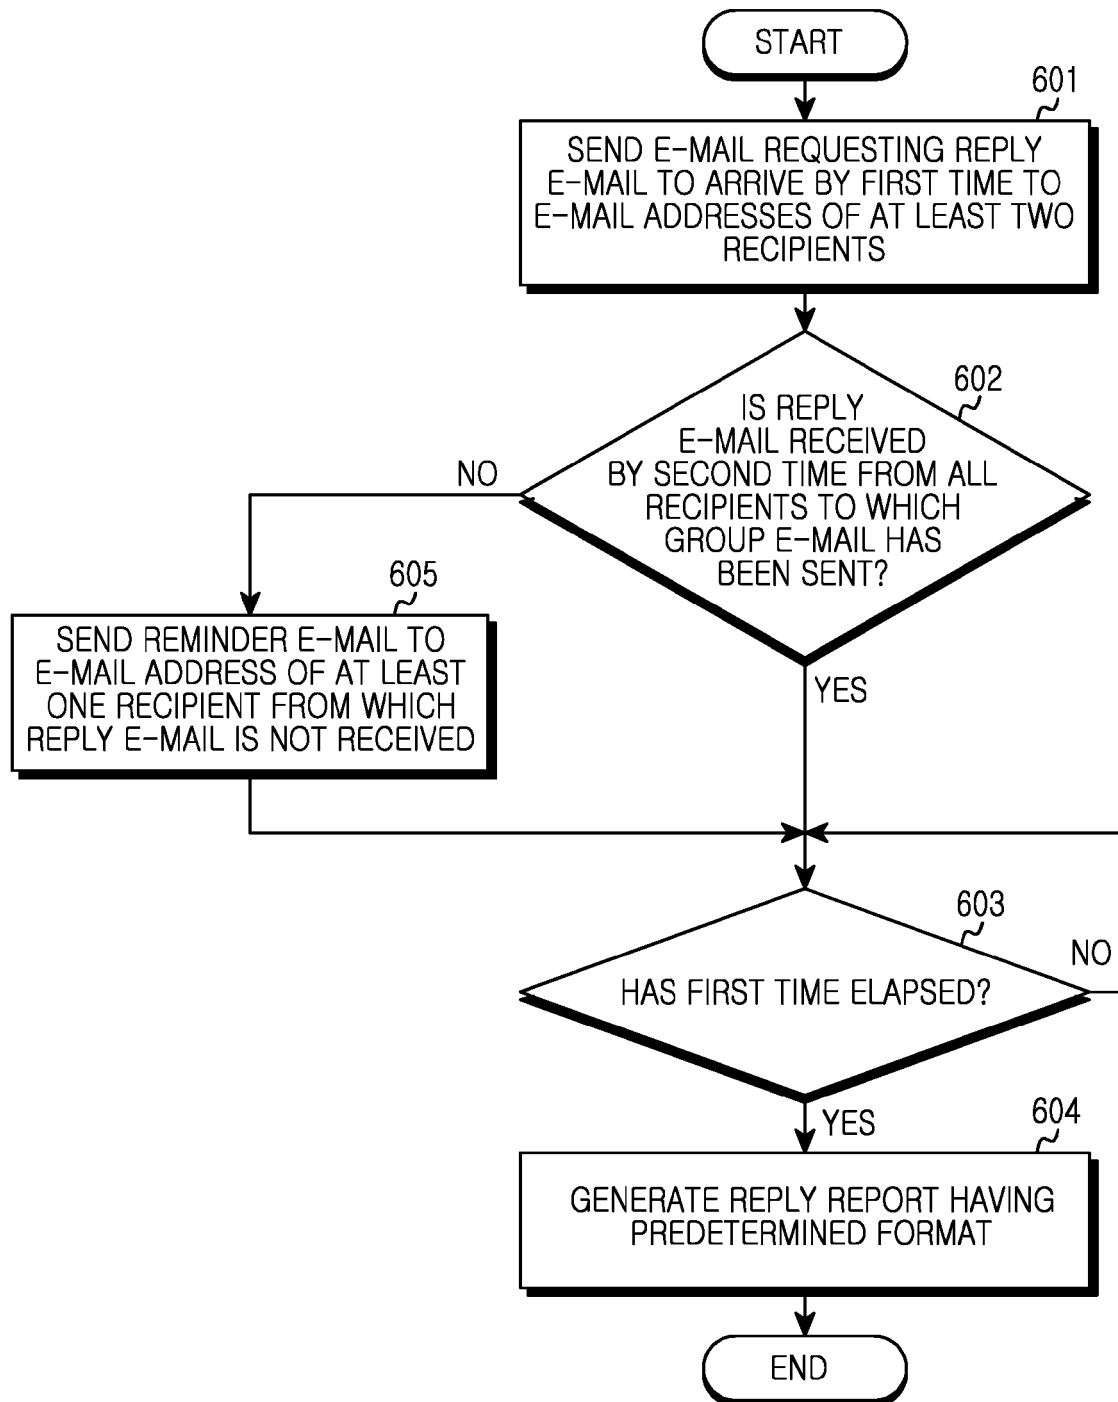 START
601
SEND E-MAIL REQUESTING REPLY
E-MAIL TO ARRIVE BY FIRST TIME TO
E-MAIL ADDRESSES OF AT LEAST TWO
RECIPIENTS
602
IS REPLY
E-MAIL RECEIVED
BY SECOND TIME FROM ALL
RECIPIENTS TO WHICH
GROUP E-MAIL HAS
BEEN SENT?
NO
605
SEND REMINDER E-MAIL TO
E-MAIL ADDRESS OF AT LEAST
ONE RECIPIENT FROM WHICH
REPLY E-MAIL IS NOT RECEIVED
YES
603
HAS FIRST TIME ELAPSED?
NO
YES
604
GENERATE REPLY REPORT HAVING
PREDETERMINED FORMAT
END